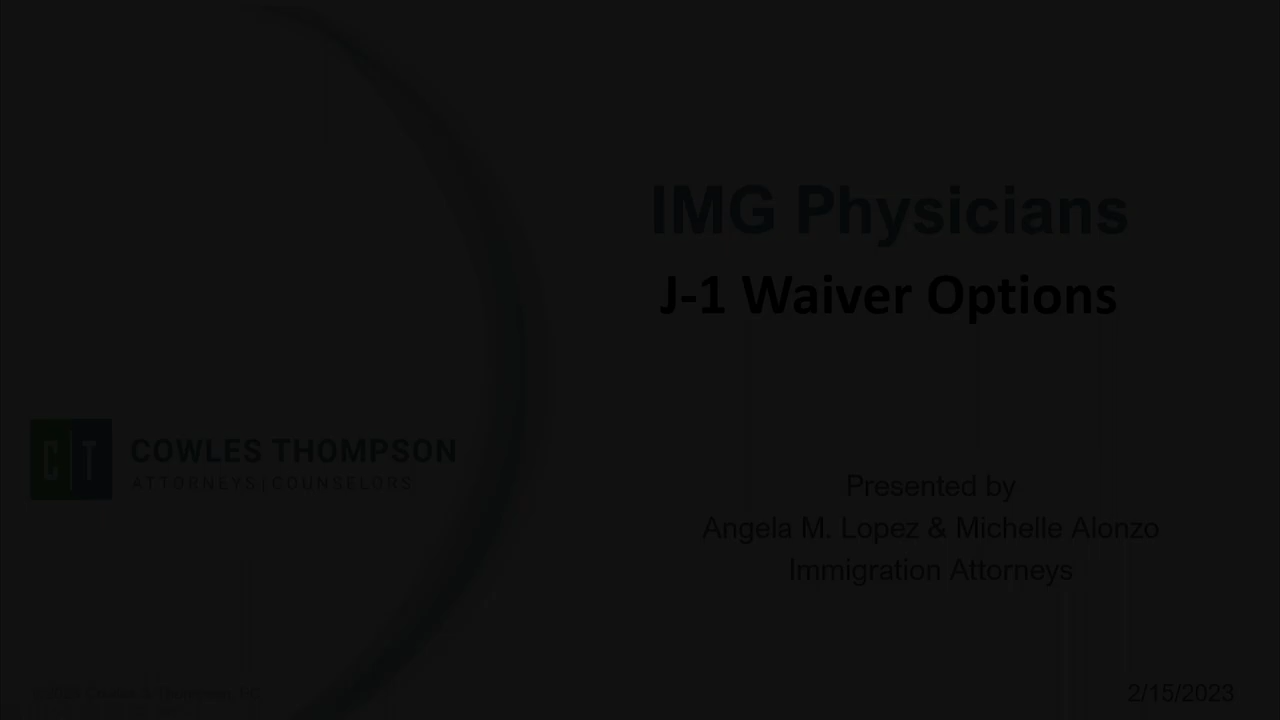 IMG Physicians
J-1 Waiver Options
CT
COWLES THOMPSON
ATTORNEYS | COUNSELORS
Presented by
Angela M. Lopez & Michelle Alonzo
Immigration Attorneys
2/15/2023